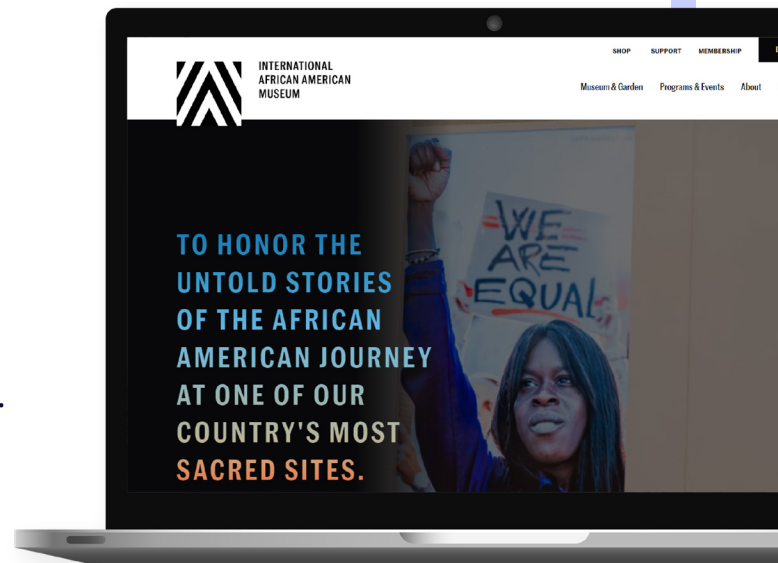 SHOP SUPPORT MEMBERSHIP
INTERNATIONAL
AFRICAN AMERICAN
MUSEUM
Museum & Garden Programs & Events About
WE
ARE
EQUAL
TO HONOR THE
UNTOLD STORIES
OF THE AFRICAN
AMERICAN JOURNEY
AT ONE OF OUR
COUNTRY'S MOST
SACRED SITES.